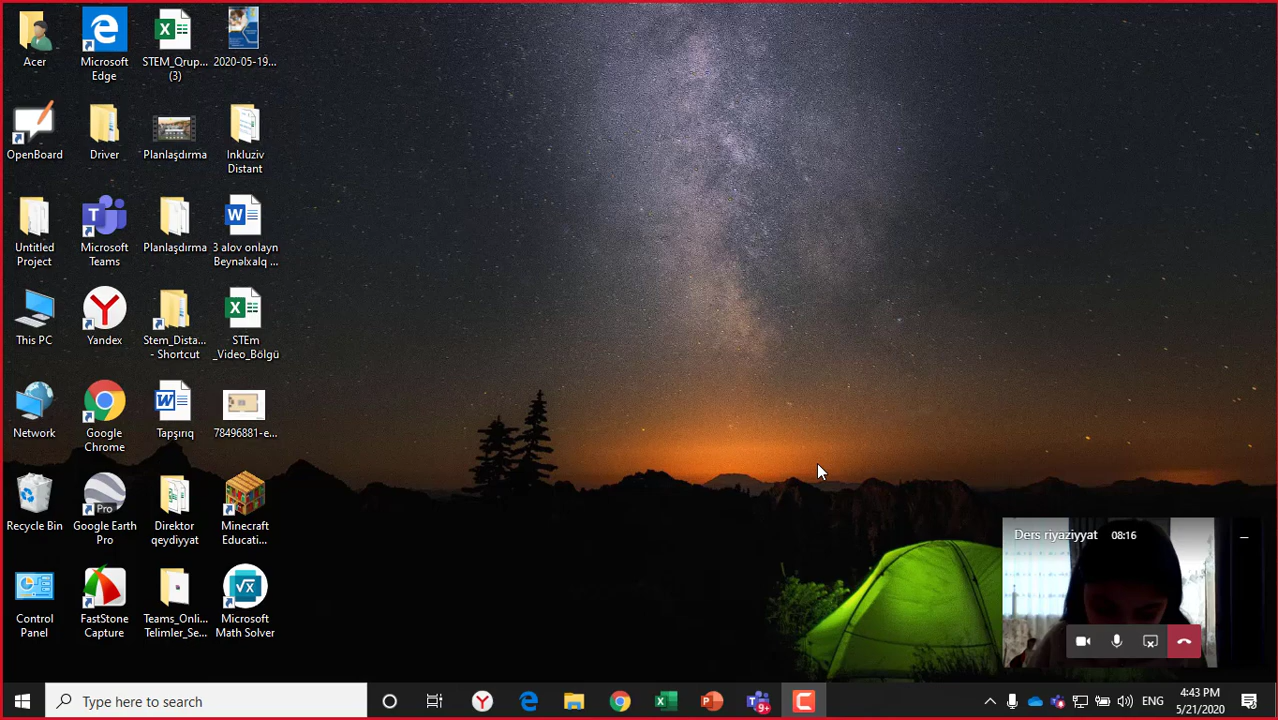 Acer
Microsoft
Edge
STEM_Qrup...
(3)
2020-05-19...
OpenBoard
Driver
Planlaşdırma
Inkluziv
Distant
Untitled
Project
Microsoft
Teams
Planlaşdırma
3 alov onlayn
Beynəlxalq ...
This PC
Yandex
Stem_Dista...
- Shortcut
STEm
_Video_Bölgü
Network
Google
Chrome
Tapşırıq
78496881-e...
Recycle Bin
Google Earth
Pro
Direktor
qeydiyyat
Minecraft
Educati...
Control
Panel
FastStone
Capture
Teams_Onli...
Telimler_Se...
Microsoft
Math Solver
Ders riyaziyyat 08:16
Type here to search
9+
ENG
4:43 PM
5/21/2020